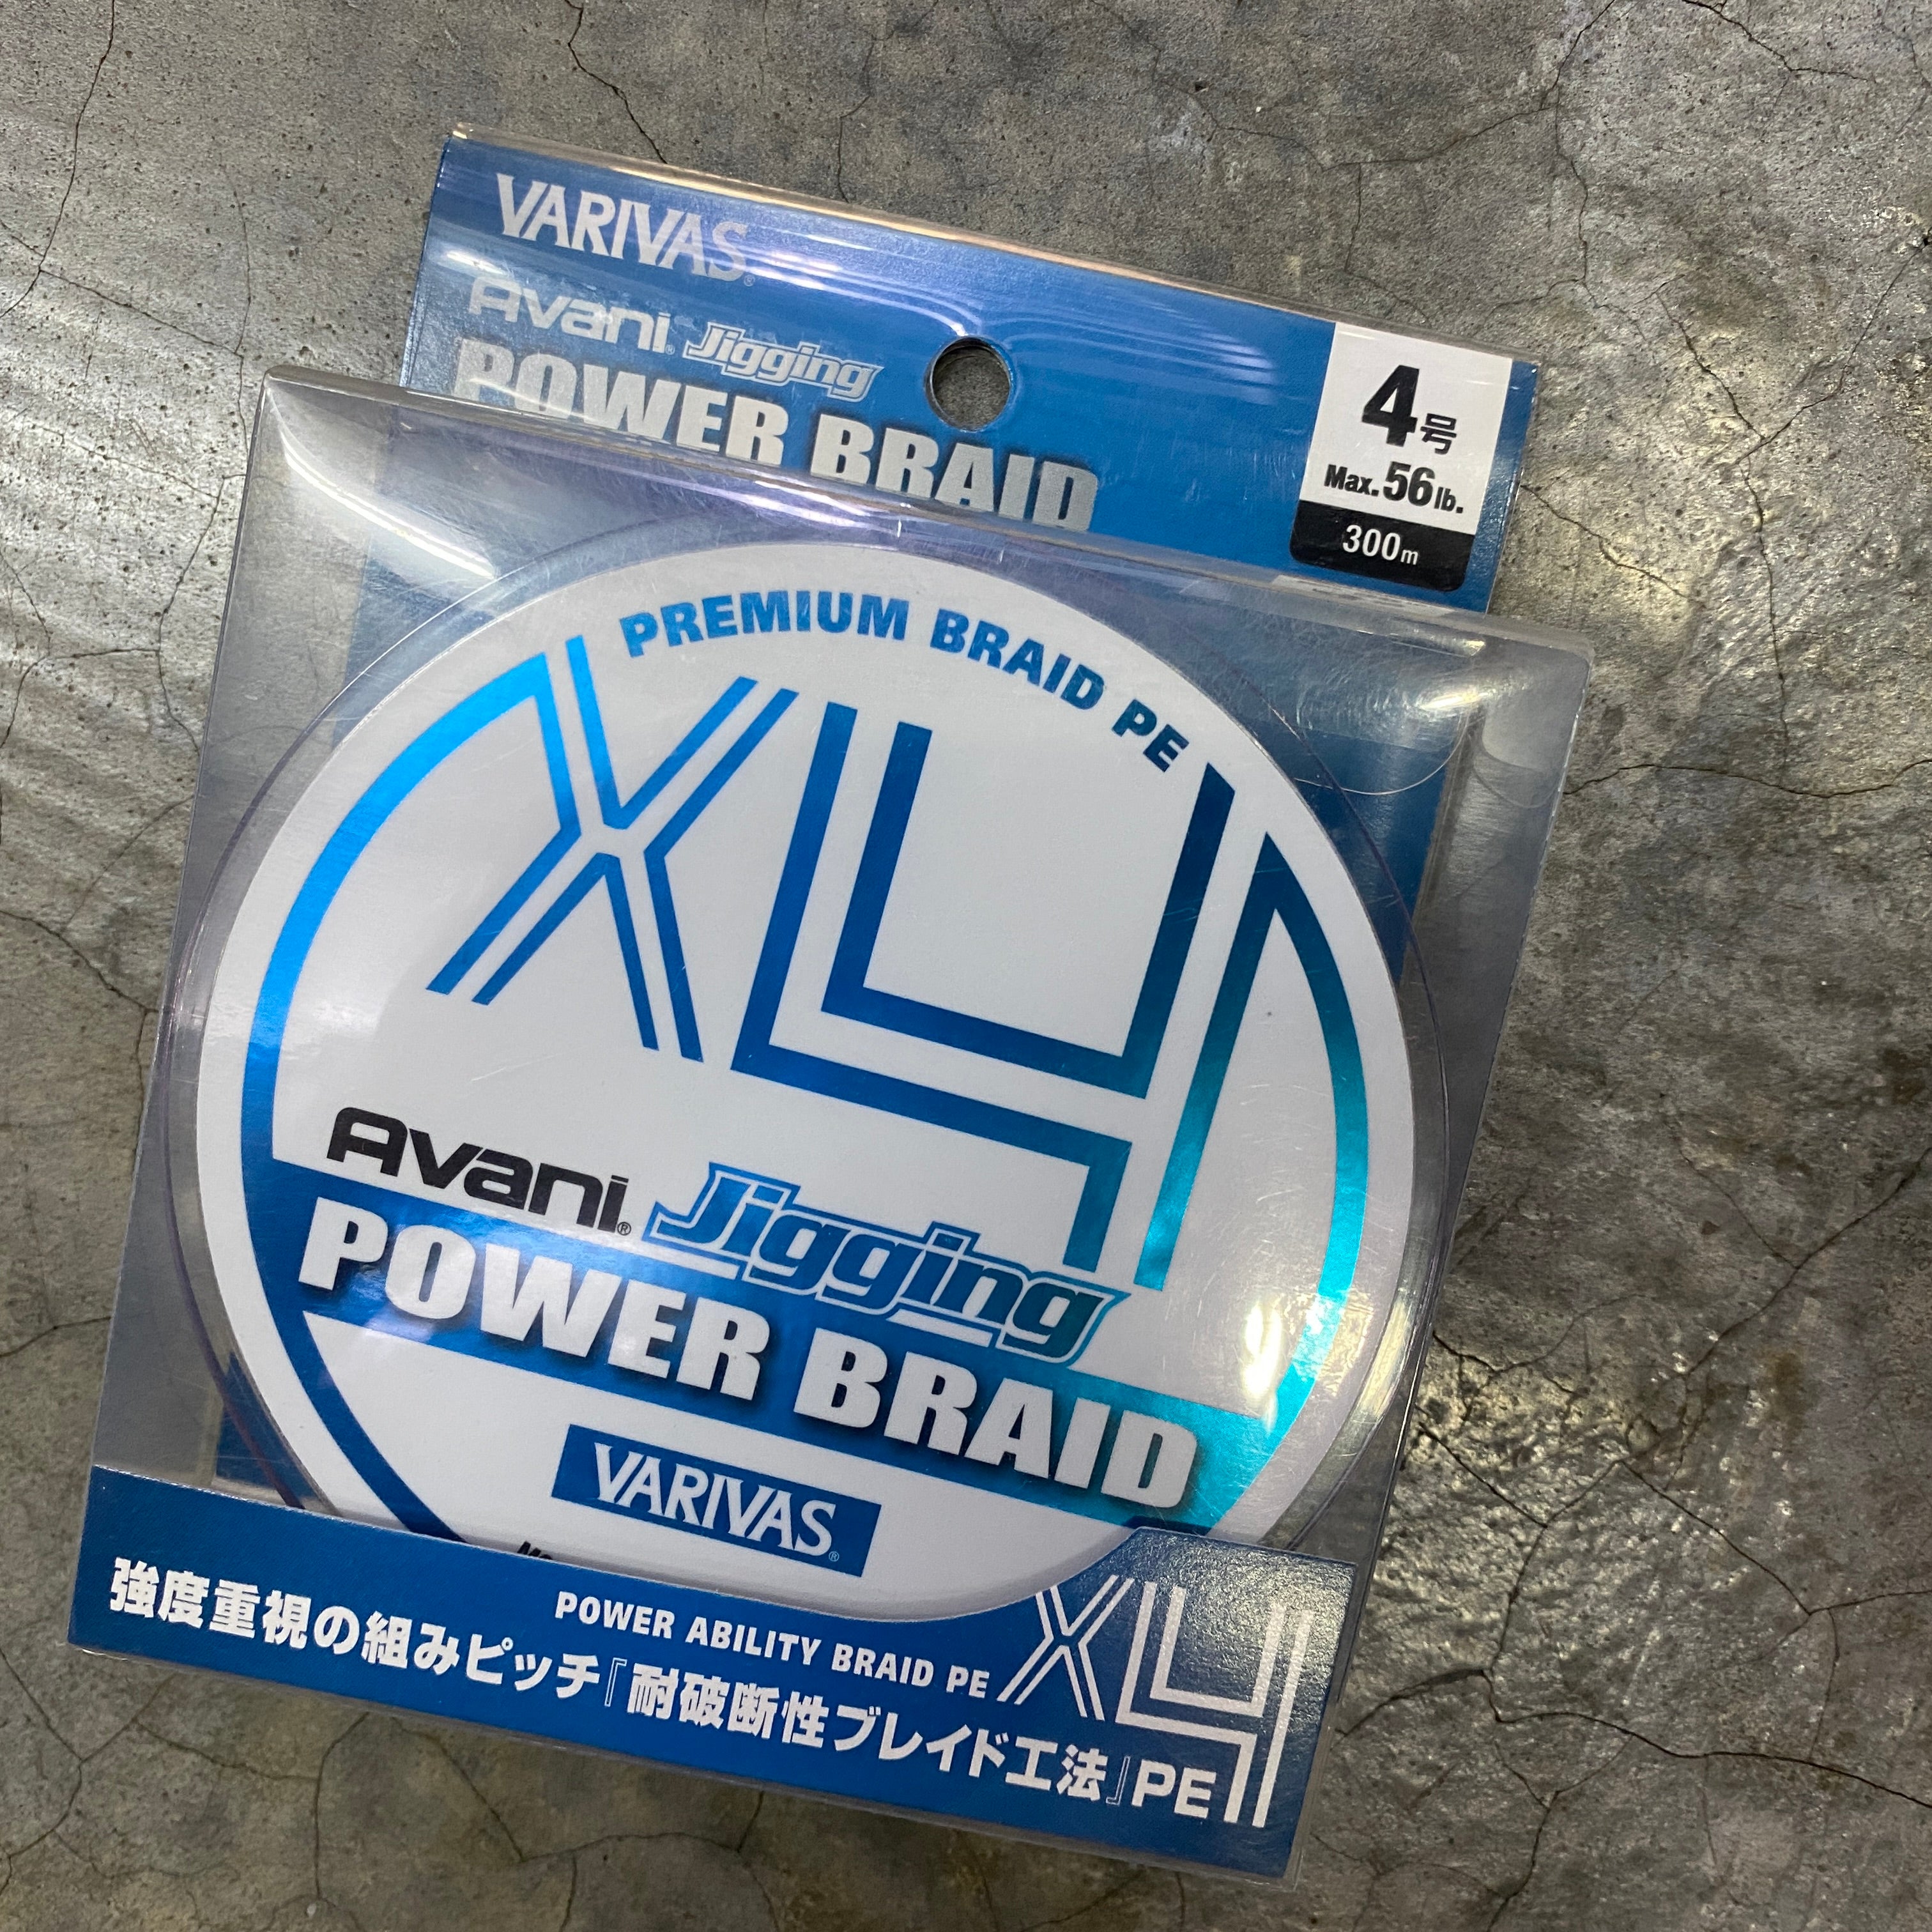 VARIVAS®
Avani® Jigging
POWER BRAID
4号
Max.56lb.
300m
PREMIUM BRAID PE
X4
Avani® Jigging
POWER BRAID
VARIVAS®
POWER ABILITY BRAID PE X4
強度重視の組みピッチ『耐破断性ブレイド工法』PE